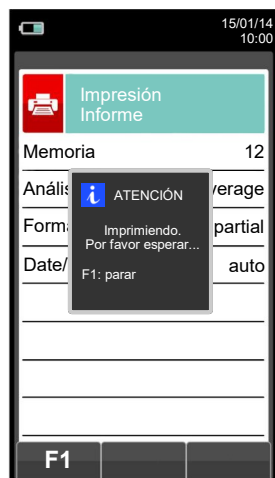 15/01/14
10:00
Impresión
Informe
Memoria 12
Anális verage
Form partial
Date/ auto
i ATENCIÓN
Imprimiendo.
Por favor esperar...
F1: parar
F1